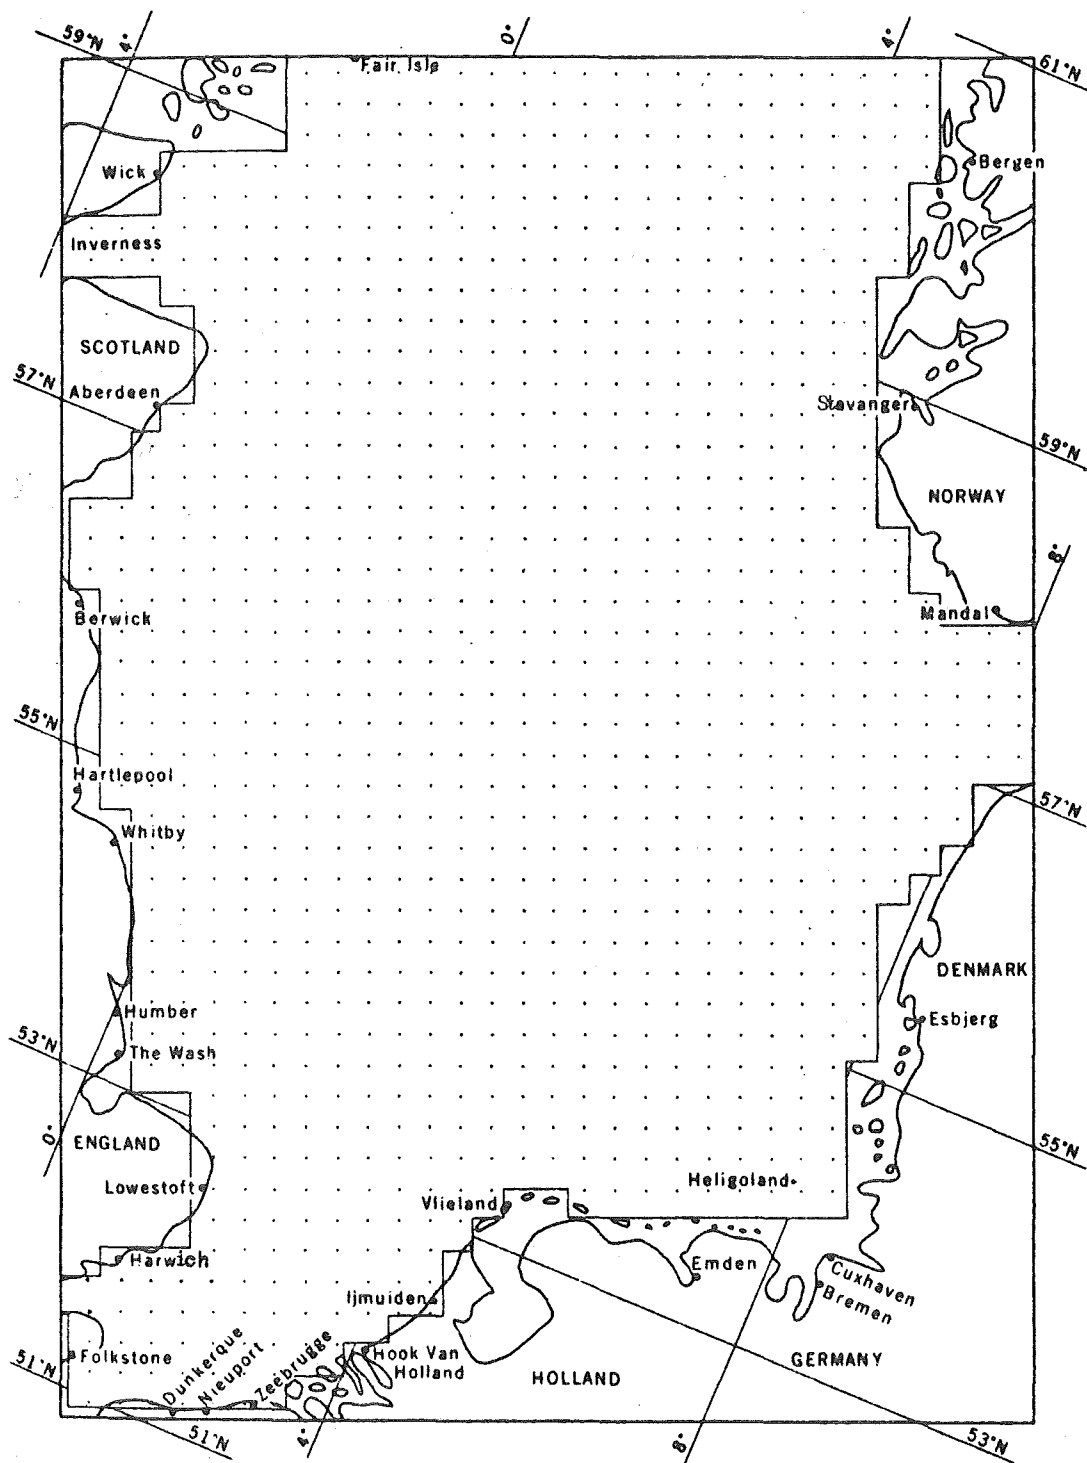 59°N
4°
0°
4°
61°N
Fair Isle
Wick
Bergen
Inverness
SCOTLAND
57°N
Aberdeen
Stavanger
59°N
NORWAY
8°
Mandal
Berwick
55°N
Hartlepool
57°N
Whitby
DENMARK
Humber
Esbjerg
53°N
The Wash
0°
ENGLAND
55°N
Lowestoft
Vlieland
Heligoland
Harwich
Emden
Cuxhaven
Bremen
Ijmuiden
Folkstone
51°N
Dunkerque
Nieuport
Zeebrugge
Hook Van
Holland
HOLLAND
GERMANY
51°N
4°
8°
53°N